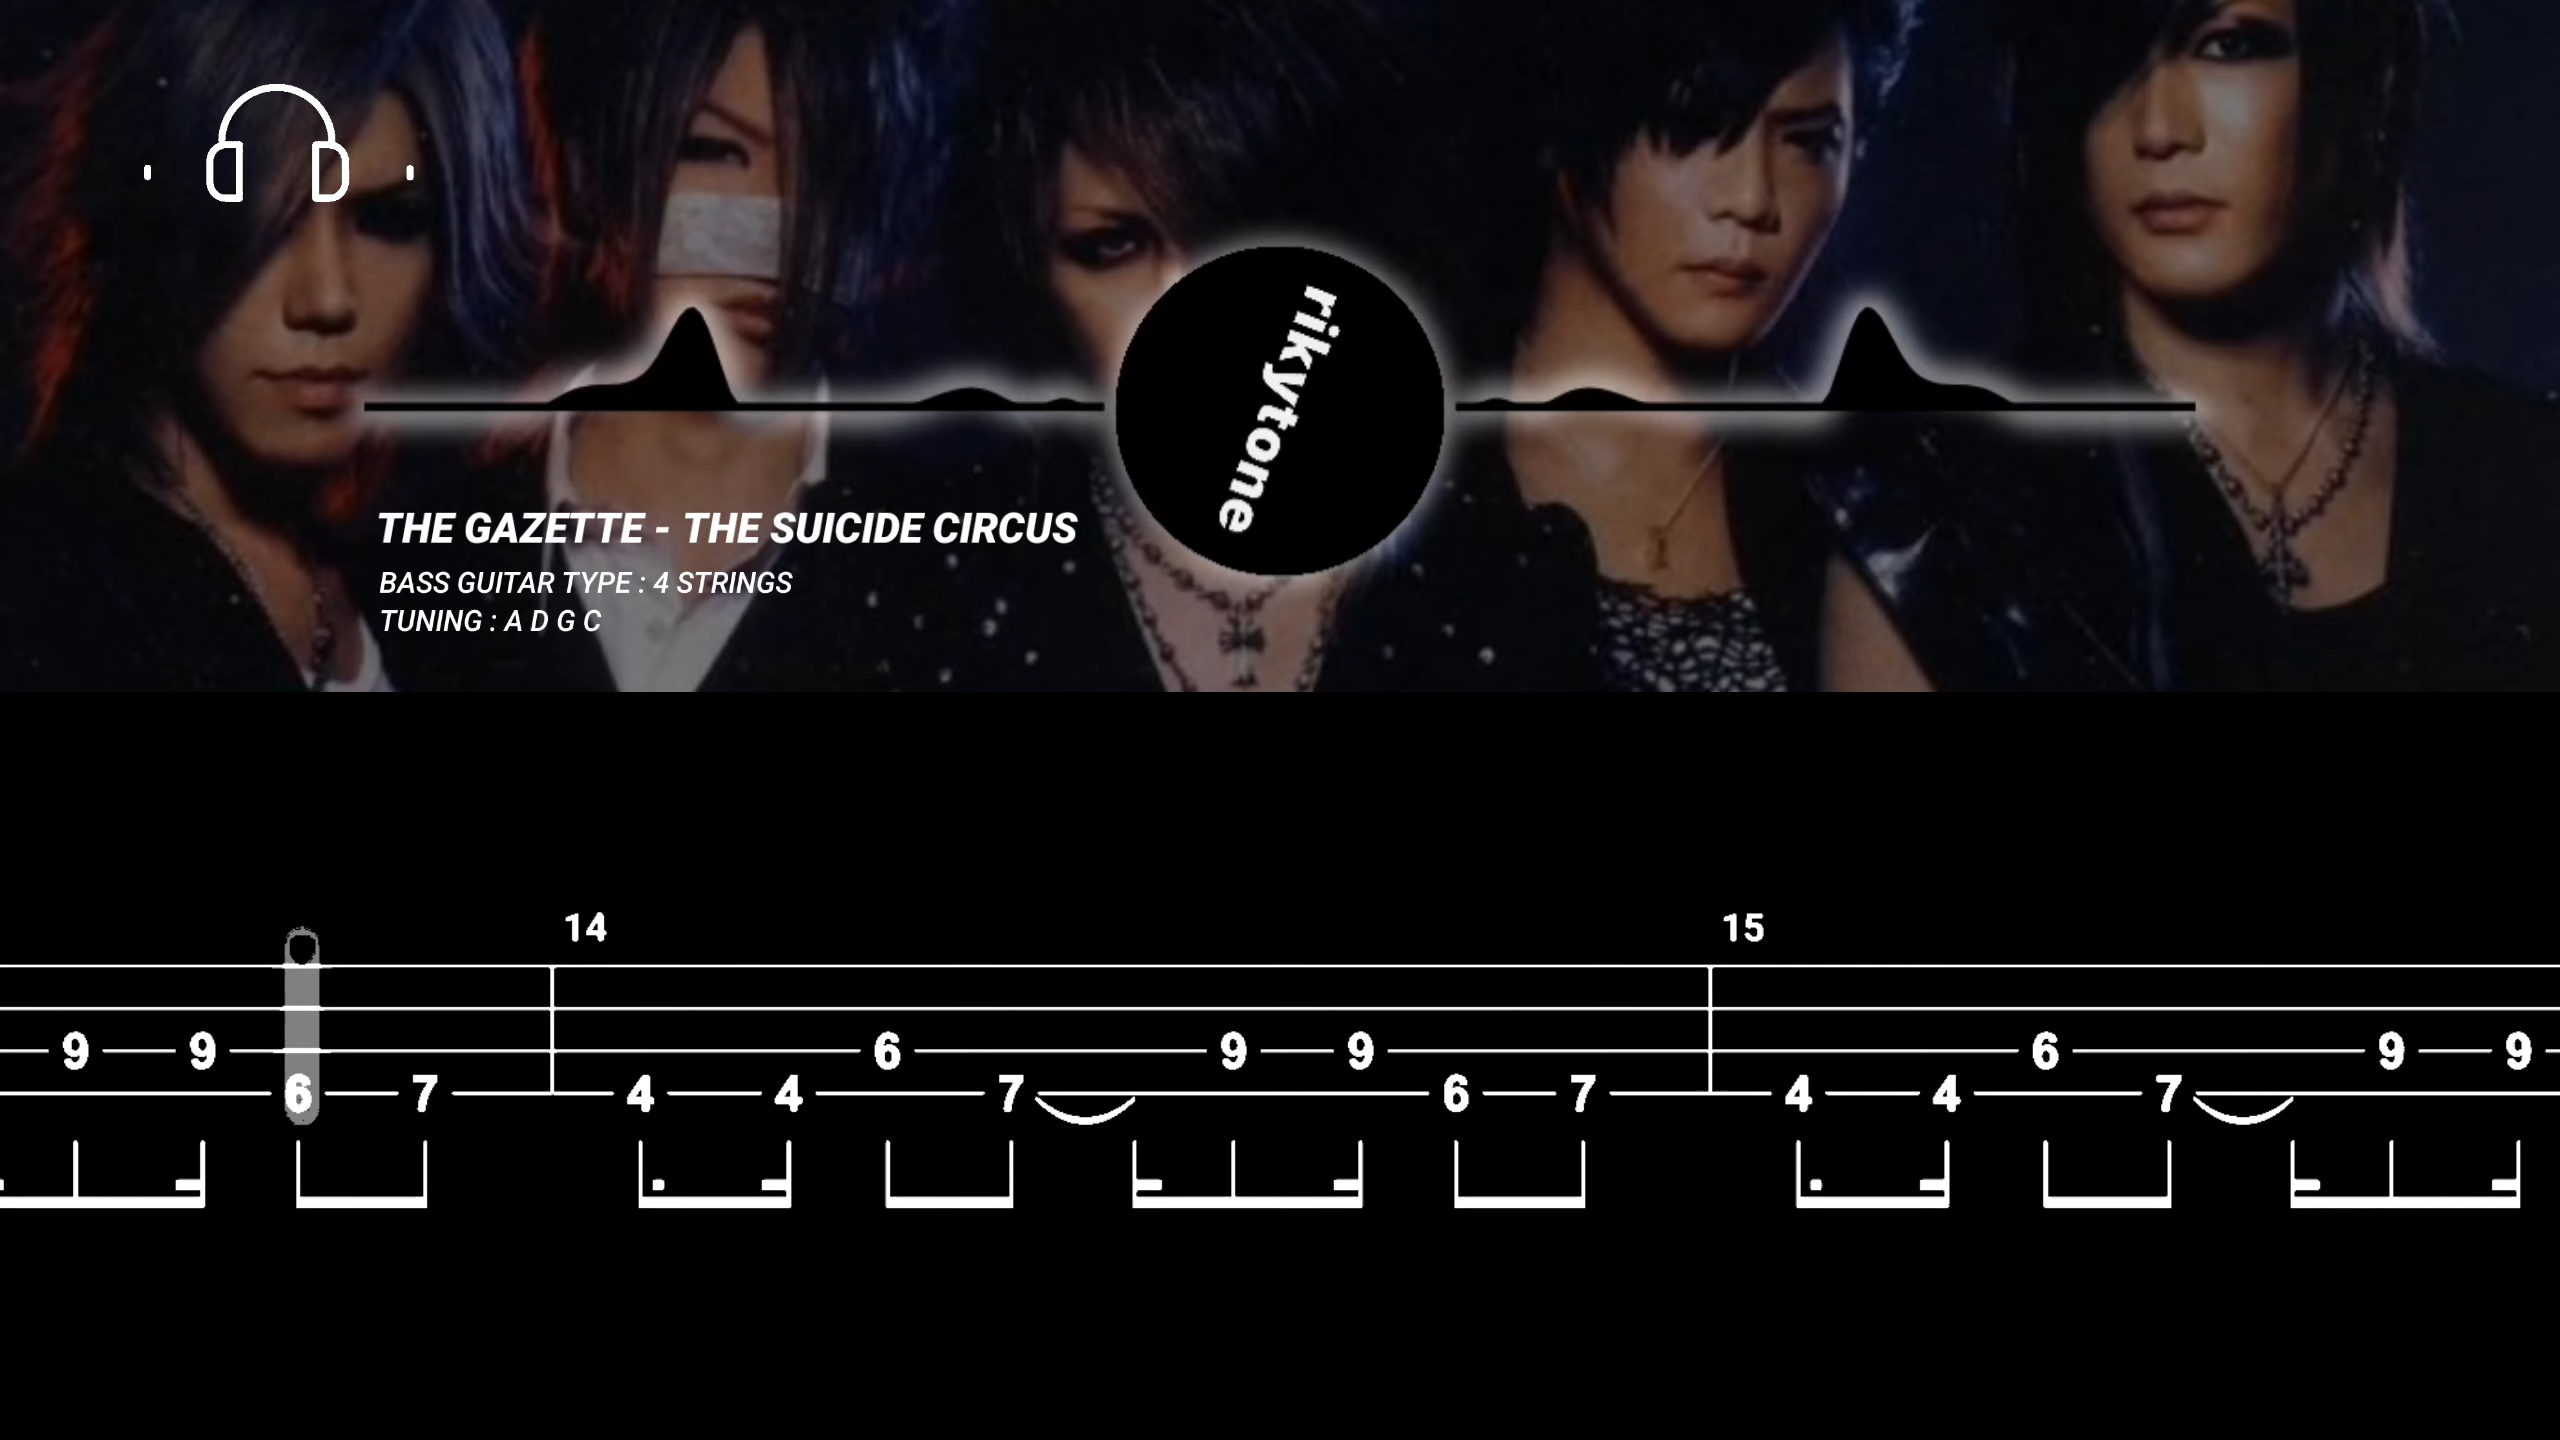 rikytone
THE GAZETTE - THE SUICIDE CIRCUS
BASS GUITAR TYPE : 4 STRINGS
TUNING : A D G C
14 15
6 9 9 6 9 9
9 9
6 7 4 4 7 6 7 4 4 7